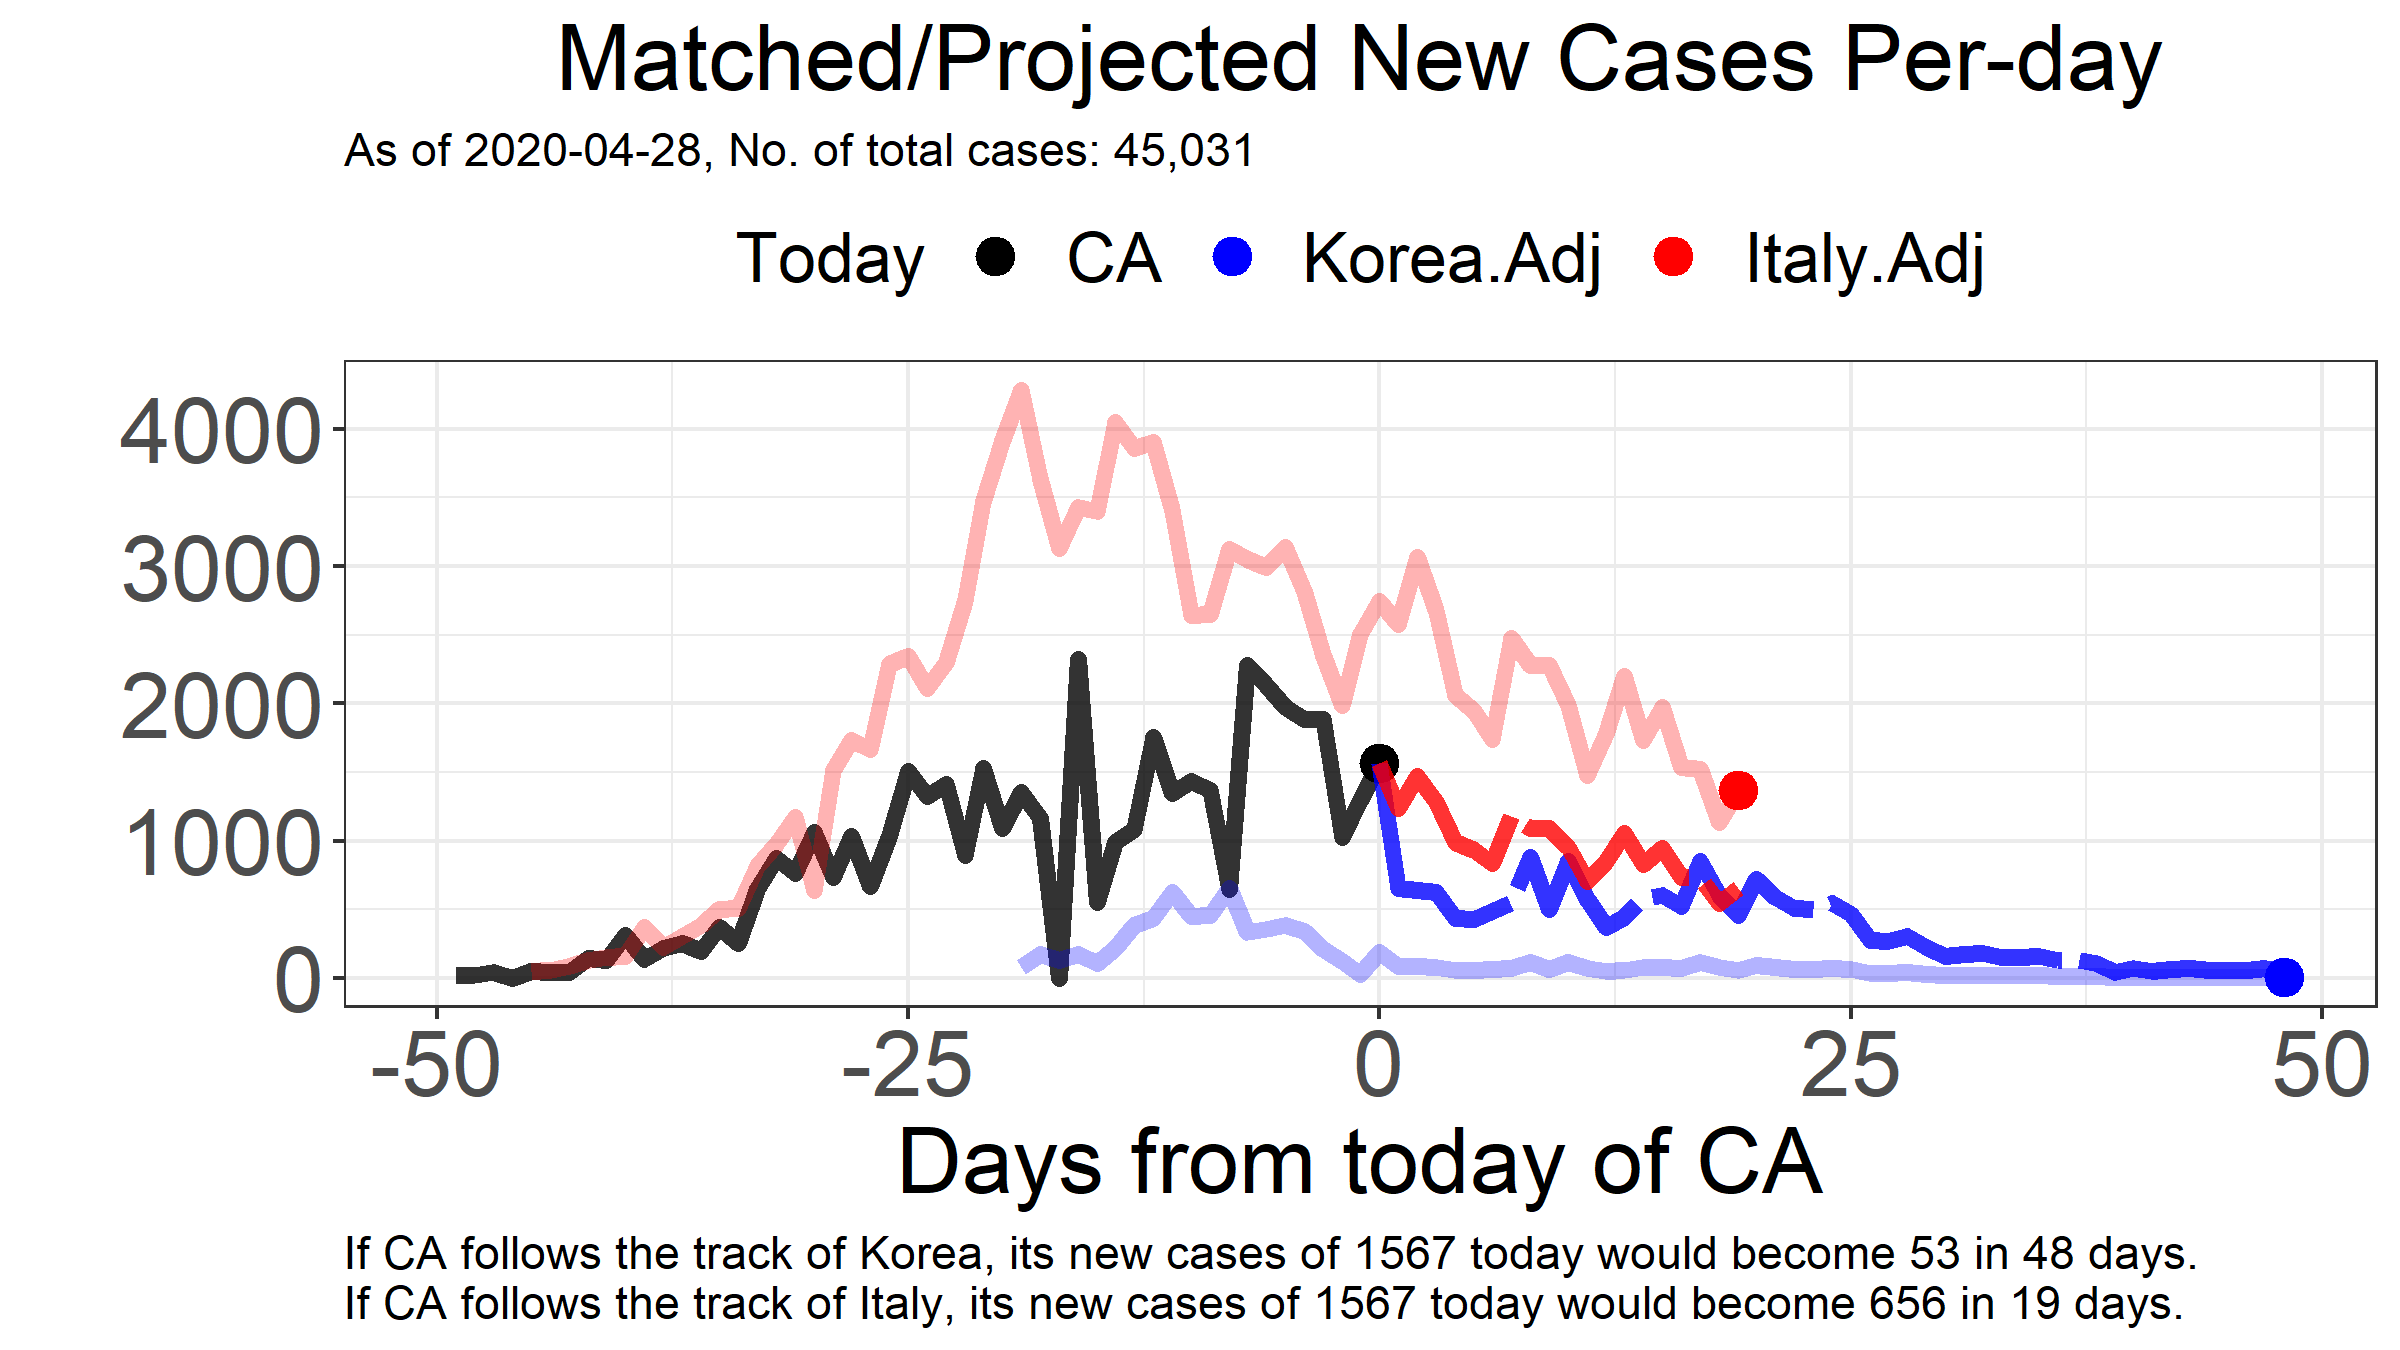 Matched/Projected New Cases Per-day
As of 2020-04-28, No. of total cases: 45,031
Today CA Korea.Adj Italy.Adj
4000
3000
2000
1000
0
-50 -25 0 25 50
Days from today of CA
If CA follows the track of Korea, its new cases of 1567 today would become 53 in 48 days.
If CA follows the track of Italy, its new cases of 1567 today would become 656 in 19 days.